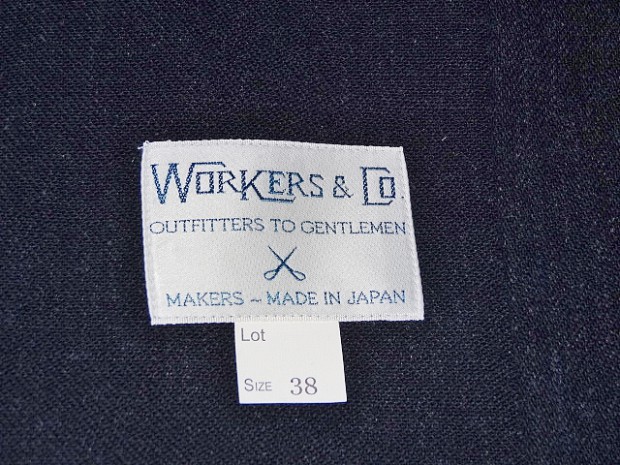 WORKERS & CO.
OUTFITTERS TO GENTLEMEN
MAKERS ~ MADE IN JAPAN
Lot
SIZE 38